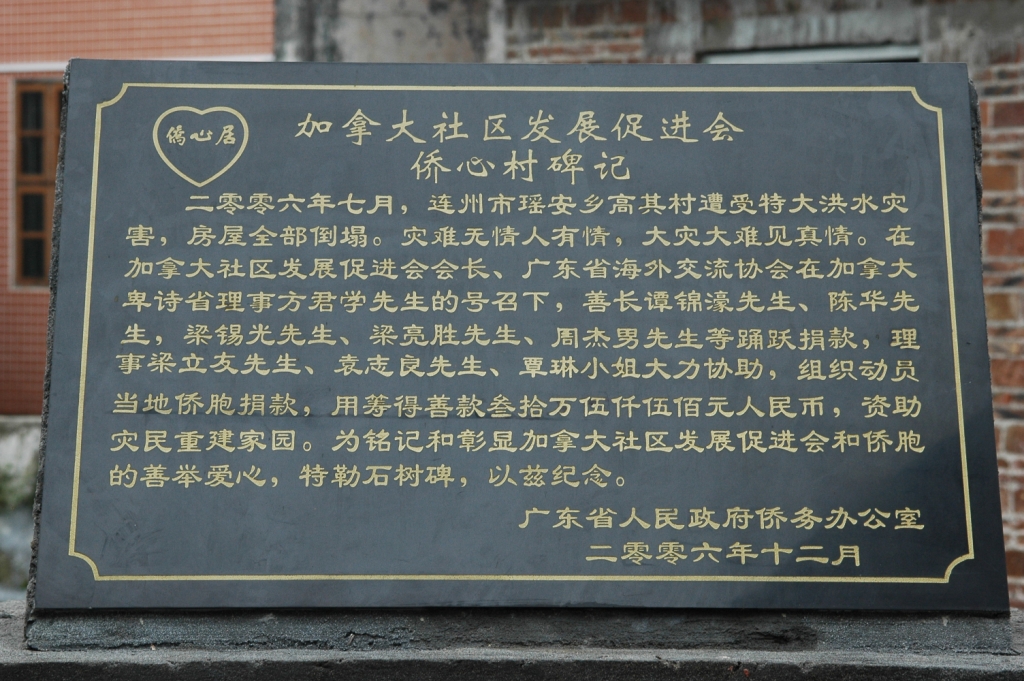 僑心居
加拿大社区发展促进会
侨心村碑记
二零零六年七月，连州市瑶安乡高其村遭受特大洪水灾
害，房屋全部倒塌。灾难无情人有情，大灾大难见真情。在
加拿大社区发展促进会会长、广东省海外交流协会在加拿大
卑诗省理事方君学先生的号召下，善长谭锦濠先生、陈华先
生，梁锡光先生、梁亮胜先生、周杰男先生等踊跃捐款，理
事梁立友先生、袁志良先生、覃琳小姐大力协助，组织动员
当地侨胞捐款，用筹得善款叁拾万伍仟伍佰元人民币，资助
灾民重建家园。为铭记和彰显加拿大社区发展促进会和侨胞
的善举爱心，特勒石树碑，以兹纪念。
广东省人民政府侨务办公室
二零零六年十二月